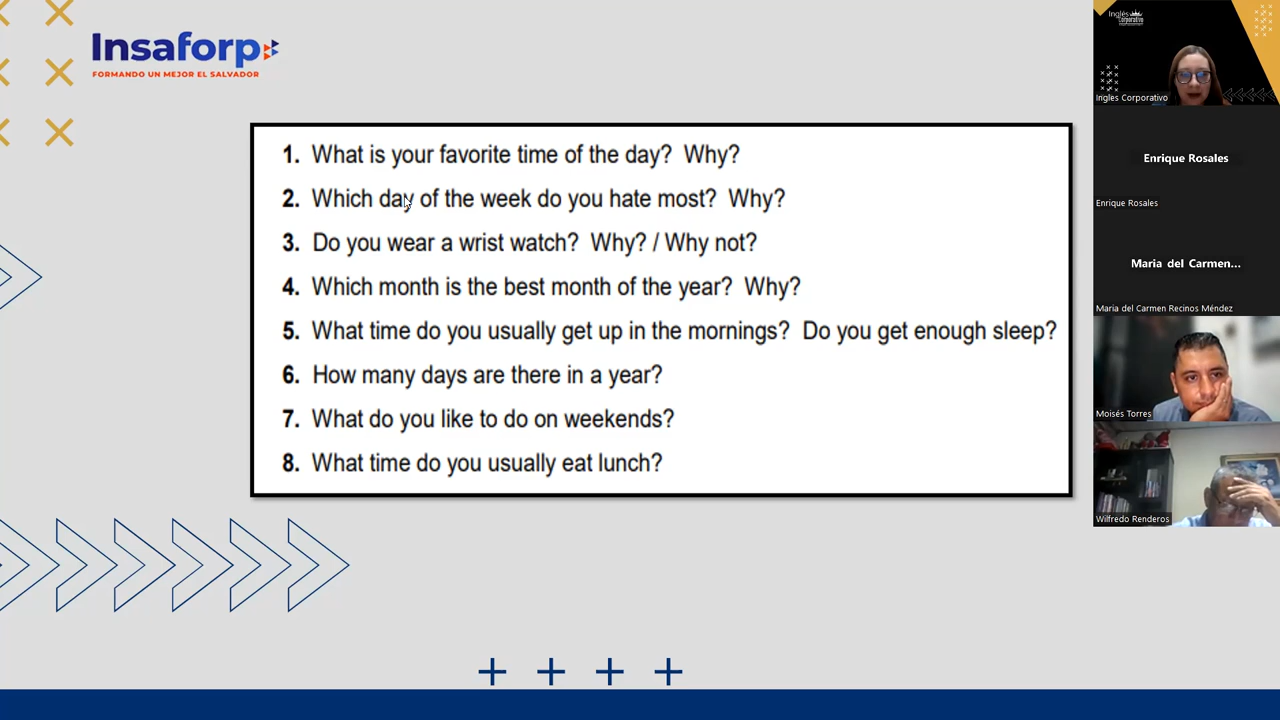 Insaforp
FORMANDO UN MEJOR EL SALVADOR
1. What is your favorite time of the day? Why?
2. Which day of the week do you hate most? Why?
3. Do you wear a wrist watch? Why? / Why not?
4. Which month is the best month of the year? Why?
5. What time do you usually get up in the mornings? Do you get enough sleep?
6. How many days are there in a year?
7. What do you like to do on weekends?
8. What time do you usually eat lunch?
Inglés
Corporativo
Ingles Corporativo
Enrique Rosales
Enrique Rosales
Maria del Carmen...
Maria del Carmen Recinos Méndez
Moisés Torres
Wilfredo Renderos